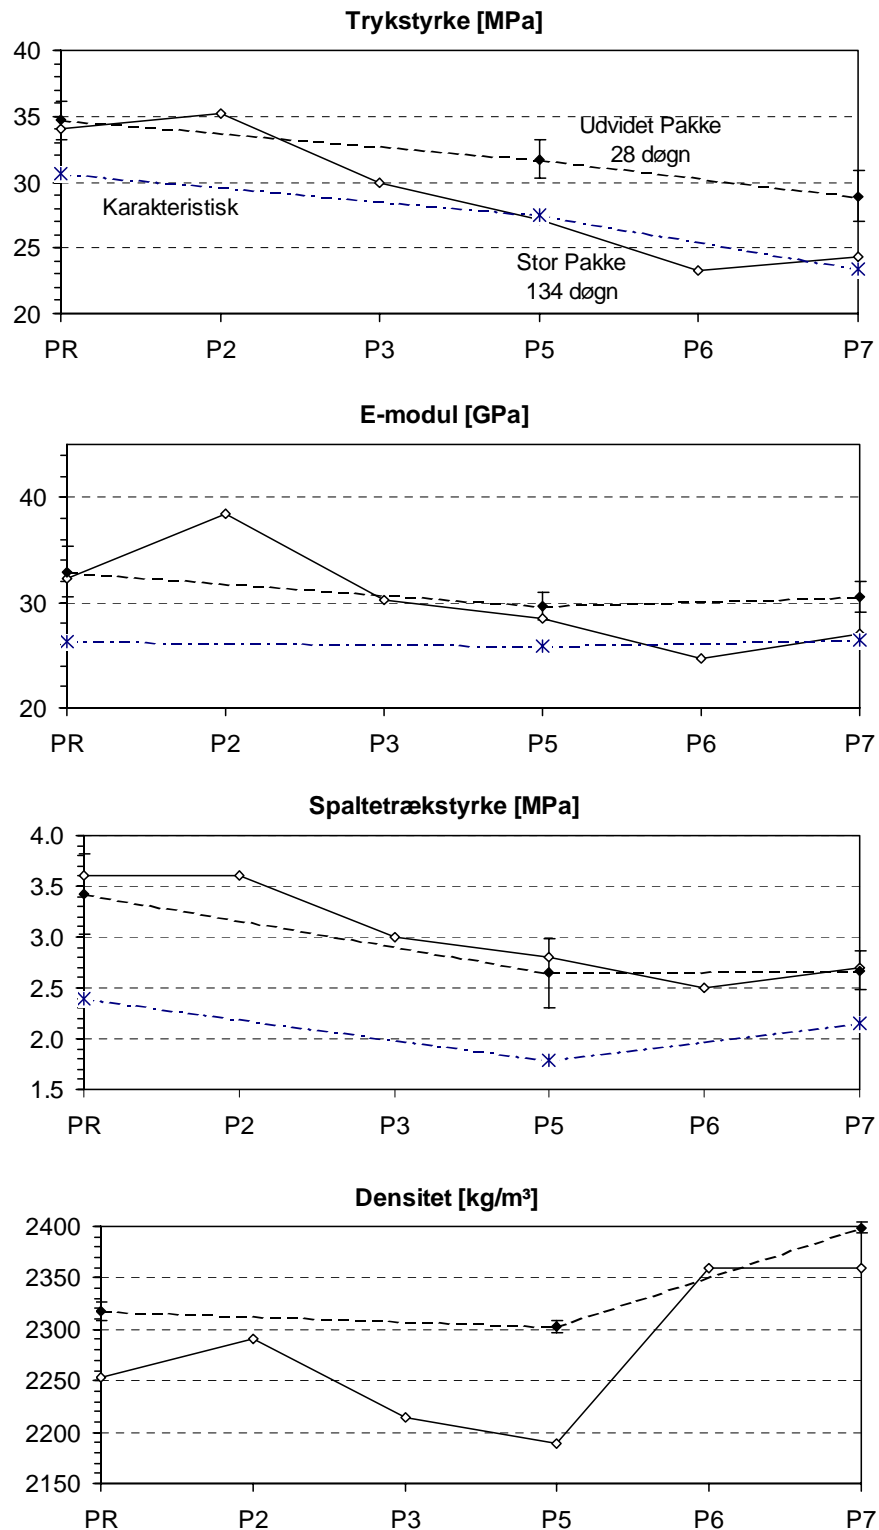 Trykstyrke [MPa]
40
35
30
25
20
Udvidet Pakke
28 døgn
Karakteristisk
Stor Pakke
134 døgn
PR P2 P3 P5 P6 P7
E-modul [GPa]
40
30
20
PR P2 P3 P5 P6 P7
Spaltetrækstyrke [MPa]
4.0
3.5
3.0
2.5
2.0
1.5
PR P2 P3 P5 P6 P7
Densitet [kg/m³]
2400
2350
2300
2250
2200
2150
PR P2 P3 P5 P6 P7